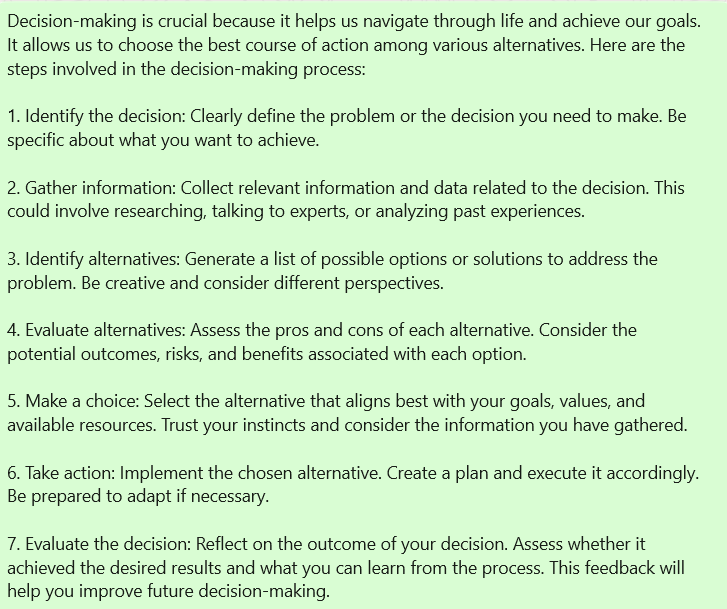 Decision-making is crucial because it helps us navigate through life and achieve our goals.
It allows us to choose the best course of action among various alternatives. Here are the
steps involved in the decision-making process:
1. Identify the decision: Clearly define the problem or the decision you need to make. Be
specific about what you want to achieve.
2. Gather information: Collect relevant information and data related to the decision. This
could involve researching, talking to experts, or analyzing past experiences.
3. Identify alternatives: Generate a list of possible options or solutions to address the
problem. Be creative and consider different perspectives.
4. Evaluate alternatives: Assess the pros and cons of each alternative. Consider the
potential outcomes, risks, and benefits associated with each option.
5. Make a choice: Select the alternative that aligns best with your goals, values, and
available resources. Trust your instincts and consider the information you have gathered.
6. Take action: Implement the chosen alternative. Create a plan and execute it accordingly.
Be prepared to adapt if necessary.
7. Evaluate the decision: Reflect on the outcome of your decision. Assess whether it
achieved the desired results and what you can learn from the process. This feedback will
help you improve future decision-making.